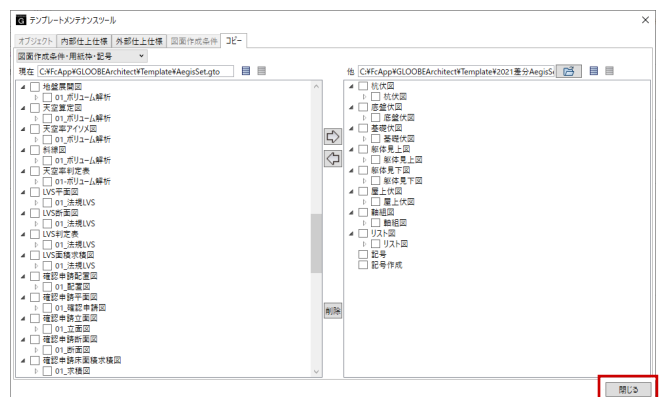 G テンプレートメンテナンスツール
オブジェクト 内部仕上仕様 外部仕上仕様 図面作成条件 コピー
図面作成条件・用紙枠・記号
現在 C:¥FcApp¥GLOOBEArchitect¥Template¥AegisSet.gto 他 C:¥FcApp¥GLOOBEArchitect¥Template¥2021差分AegisSe
地盤展開図
01_ボリューム解析
天空算定図
01_ボリューム解析
天空率アイソメ図
01_ボリューム解析
斜線図
01_ボリューム解析
天空率判定表
01-ボリューム解析
LVS平面図
01_法規LVS
LVS断面図
01_法規LVS
LVS判定表
01_法規LVS
LVS面積求積図
01_法規LVS
確認申請配置図
01_配置図
確認申請平面図
01_確認申請図
確認申請立面図
01_立面図
確認申請断面図
01_断面図
確認申請床面積求積図
01_求積図
削除
杭伏図
杭伏図
底盤伏図
底盤伏図
基礎伏図
基礎伏図
躯体見上図
躯体見上図
躯体見下図
躯体見下図
屋上伏図
屋上伏図
軸組図
軸組図
リスト図
リスト図
記号
記号作成
閉じる